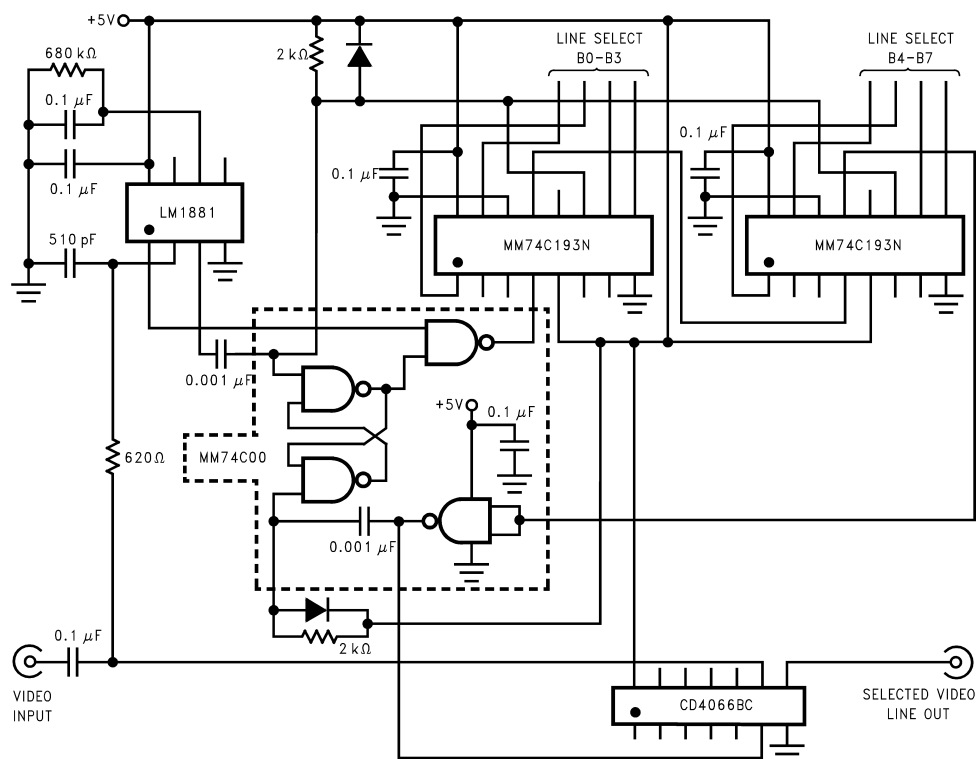 +5V
680 kΩ
2 kΩ
LINE SELECT
B0–B3
LINE SELECT
B4–B7
0.1 μF
0.1 μF
0.1 μF
0.1 μF
LM1881
MM74C193N
MM74C193N
510 pF
0.001 μF
+5V
0.1 μF
620Ω
MM74C00
0.001 μF
2 kΩ
0.1 μF
VIDEO
INPUT
CD4066BC
SELECTED VIDEO
LINE OUT